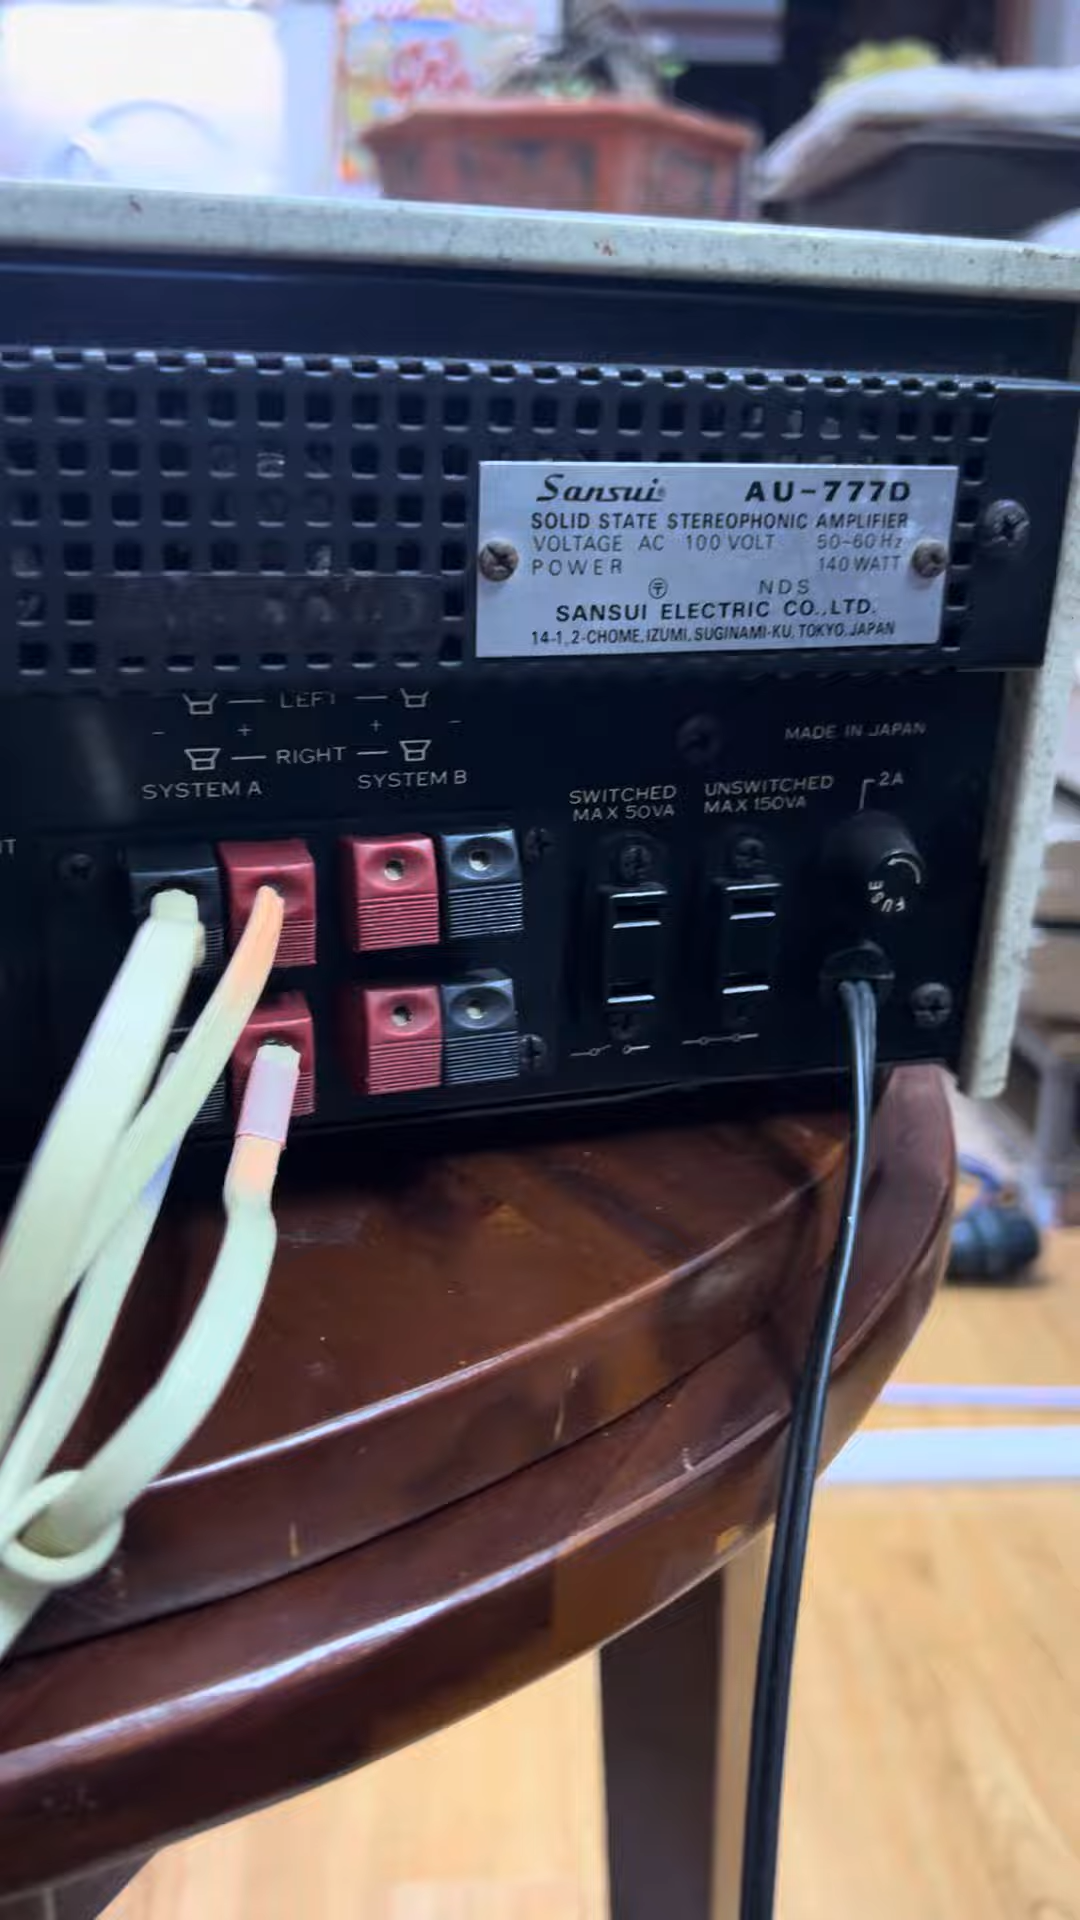 Sansui AU-777D
SOLID STATE STEREOPHONIC AMPLIFIER
VOLTAGE AC 100 VOLT 50-60 Hz
POWER 140 WATT
NDS
SANSUI ELECTRIC CO.,LTD.
14-1, 2-CHOME, IZUMI, SUGINAMI-KU, TOKYO, JAPAN
LEFT
- + + -
RIGHT
SYSTEM A SYSTEM B
MADE IN JAPAN
SWITCHED
MAX 50VA
UNSWITCHED
MAX 150VA
2A
FUSE